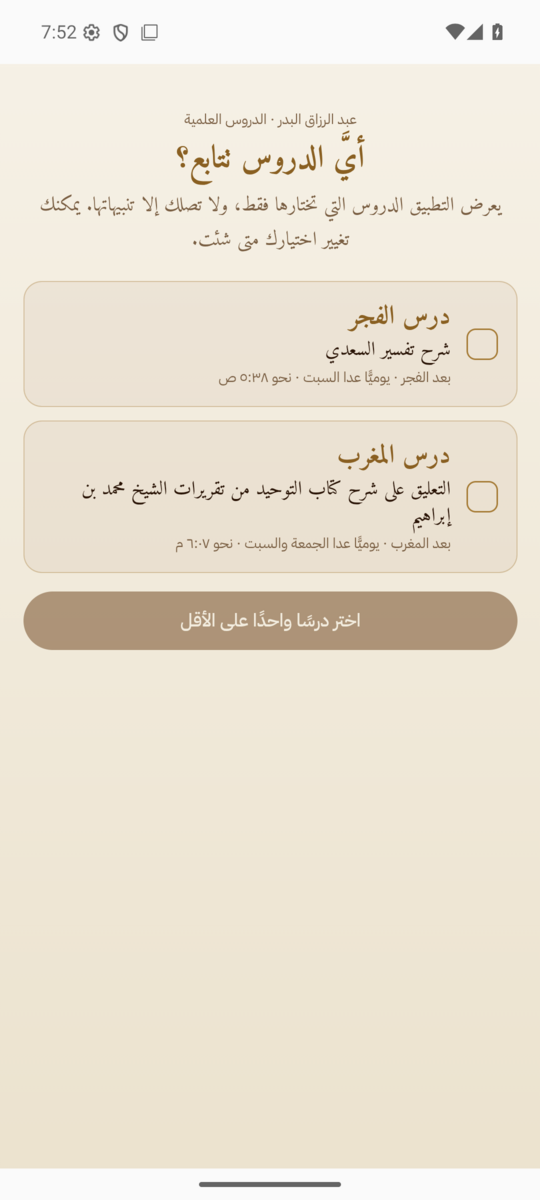 7:52
عبد الرزاق البدر · الدروس العلمية
أيَّ الدروس تتابع؟
يعرض التطبيق الدروس التي تختارها فقط، ولا تصلك إلا تنبيهاتها. يمكنك
تغيير اختيارك متى شئت.
درس الفجر
شرح تفسير السعدي
بعد الفجر · يوميًّا عدا السبت · نحو ٥:٣٨ ص
درس المغرب
التعليق على شرح كتاب التوحيد من تقريرات الشيخ محمد بن
إبراهيم
بعد المغرب · يوميًّا عدا الجمعة والسبت · نحو ٦:٠٧ م
اختر درسًا واحدًا على الأقل